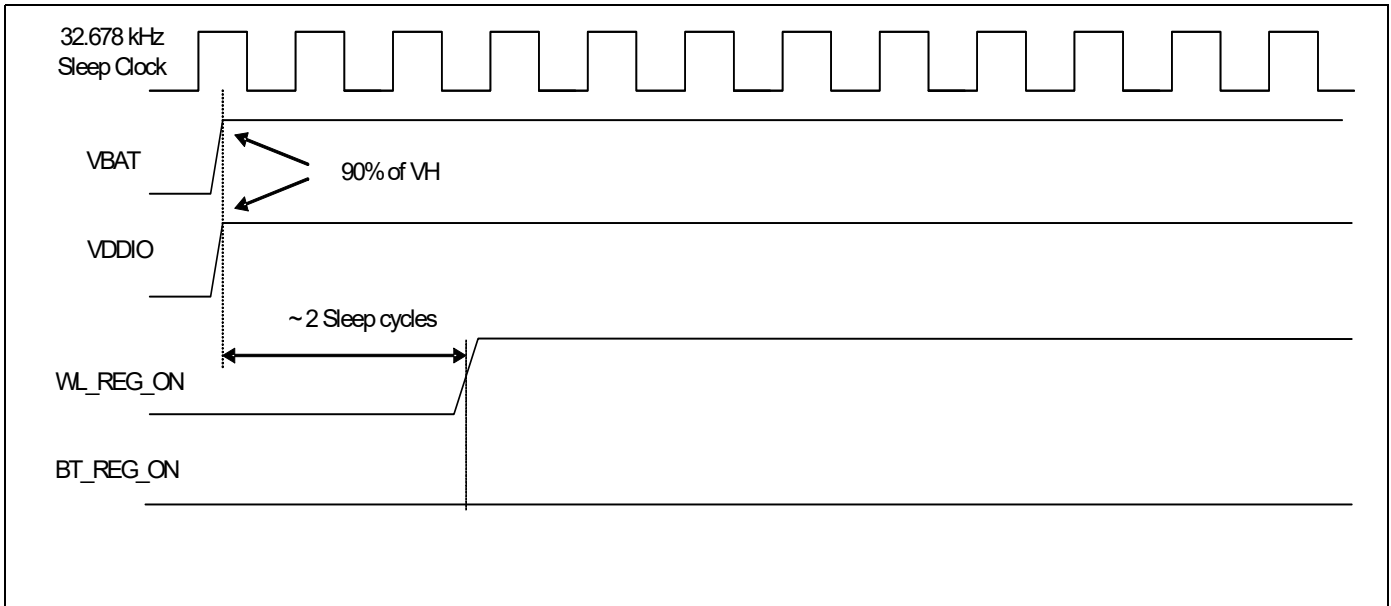 32.678 kHz
Sleep Clock
VBAT
90% of VH
VDDIO
~ 2 Sleep cycles
WL_REG_ON
BT_REG_ON